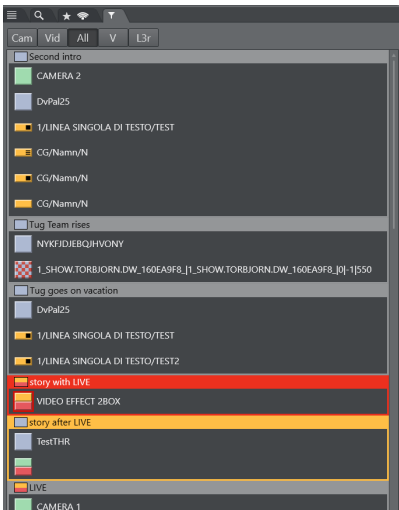 Cam Vid All V L3r
Second intro
CAMERA 2
DvPal25
1/LINEA SINGOLA DI TESTO/TEST
CG/Namn/N
CG/Namn/N
CG/Namn/N
Tug Team rises
NYKFJDJEBQJHVONY
1_SHOW.TORBJORN.DW_160EA9F8_|1_SHOW.TORBJORN.DW_160EA9F8_|0|-1|550
Tug goes on vacation
DvPal25
1/LINEA SINGOLA DI TESTO/TEST
1/LINEA SINGOLA DI TESTO/TEST2
story with LIVE
VIDEO EFFECT 2BOX
story after LIVE
TestTHR
LIVE
CAMERA 1